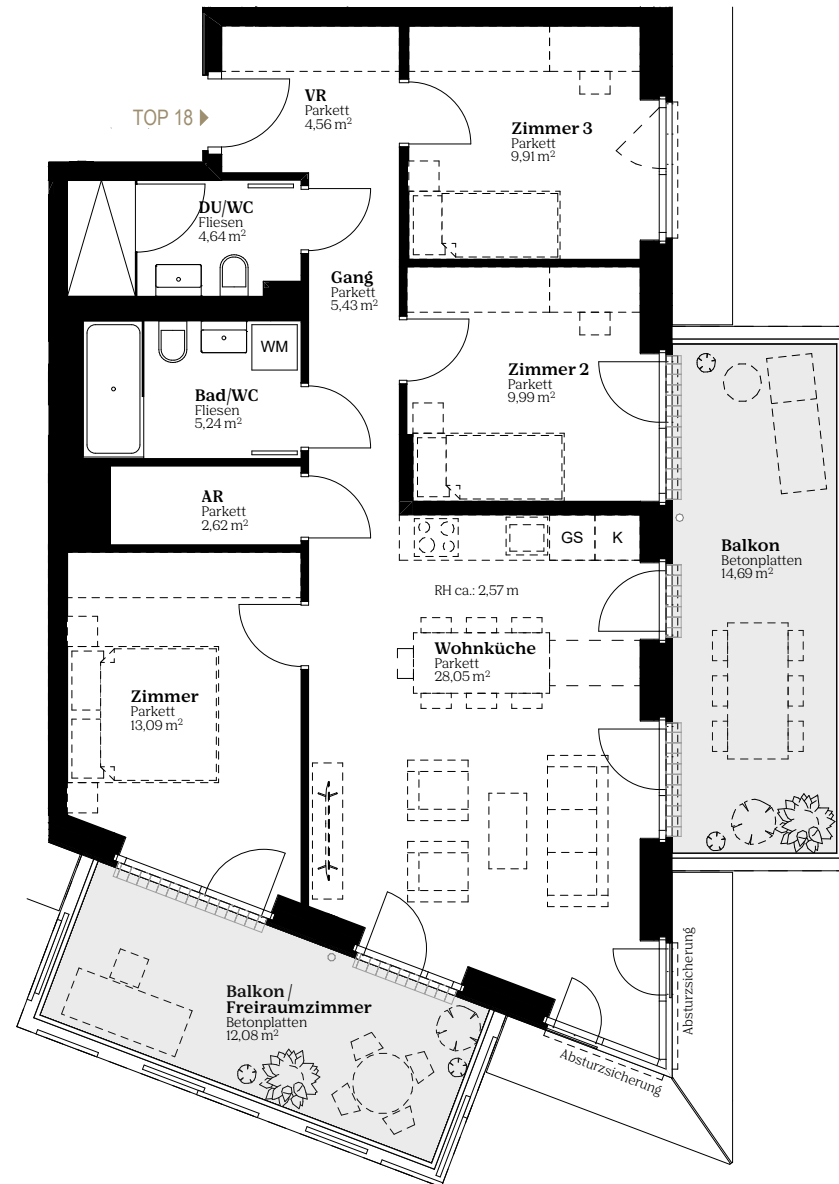 TOP 18
VR
Parkett
4,56 m²
Zimmer 3
Parkett
9,91 m²
DU/WC
Fliesen
4,64 m²
Gang
Parkett
5,43 m²
WM
Bad/WC
Fliesen
5,24 m²
Zimmer 2
Parkett
9,99 m²
AR
Parkett
2,62 m²
GS
K
Balkon
Betonplatten
14,69 m²
RH ca.: 2,57 m
Wohnküche
Parkett
28,05 m²
Zimmer
Parkett
13,09 m²
Absturzsicherung
Balkon/
Freiraumzimmer
Betonplatten
12,08 m²
Absturzsicherung